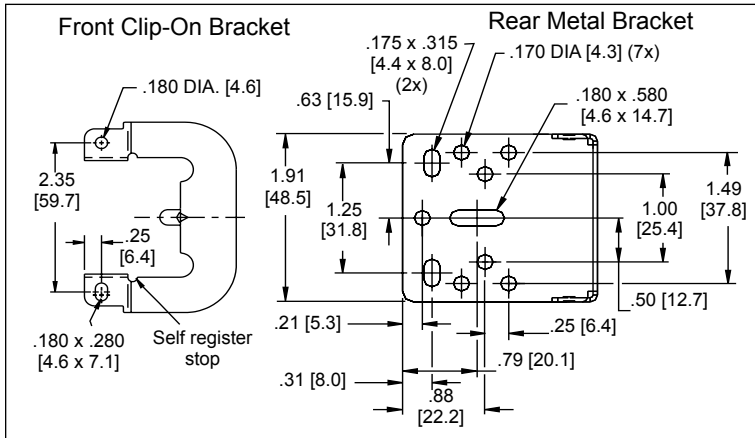 Front Clip-On Bracket
Rear Metal Bracket
.180 DIA. [4.6]
2.35
[59.7]
.25
[6.4]
.180 x .280
[4.6 x 7.1]
Self register
stop
.175 x .315
[4.4 x 8.0]
(2x)
.170 DIA [4.3] (7x)
.63 [15.9]
.180 x .580
[4.6 x 14.7]
1.91
[48.5]
1.25
[31.8]
1.00
[25.4]
1.49
[37.8]
.50 [12.7]
.21 [5.3]
.25 [6.4]
.79 [20.1]
.31 [8.0]
.88
[22.2]